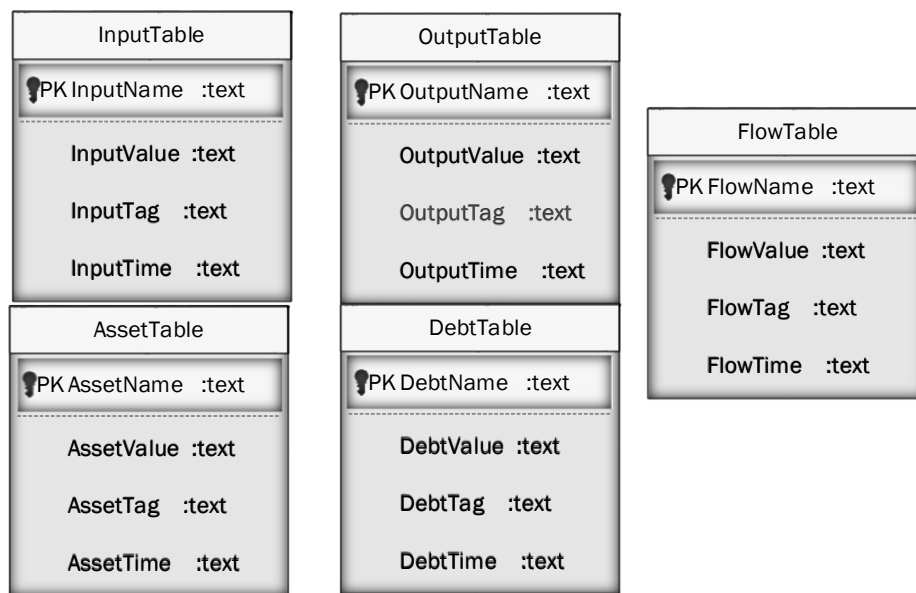 InputTable
PK InputName :text
InputValue :text
InputTag :text
InputTime :text
OutputTable
PK OutputName :text
OutputValue :text
OutputTag :text
OutputTime :text
FlowTable
PK FlowName :text
FlowValue :text
FlowTag :text
FlowTime :text
AssetTable
PK AssetName :text
AssetValue :text
AssetTag :text
AssetTime :text
DebtTable
PK DebtName :text
DebtValue :text
DebtTag :text
DebtTime :text